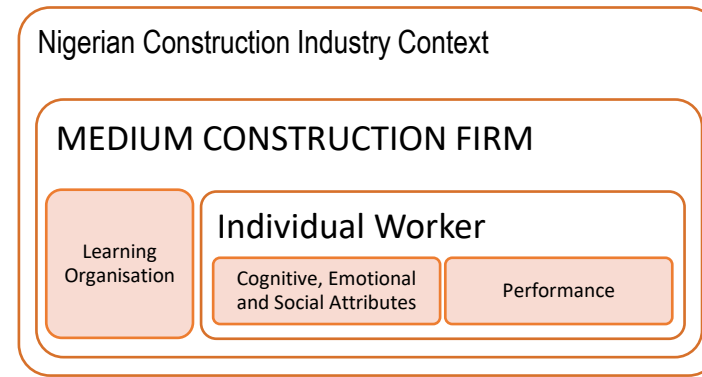 Nigerian Construction Industry Context
MEDIUM CONSTRUCTION FIRM
Learning
Organisation
Individual Worker
Cognitive, Emotional
and Social Attributes
Performance